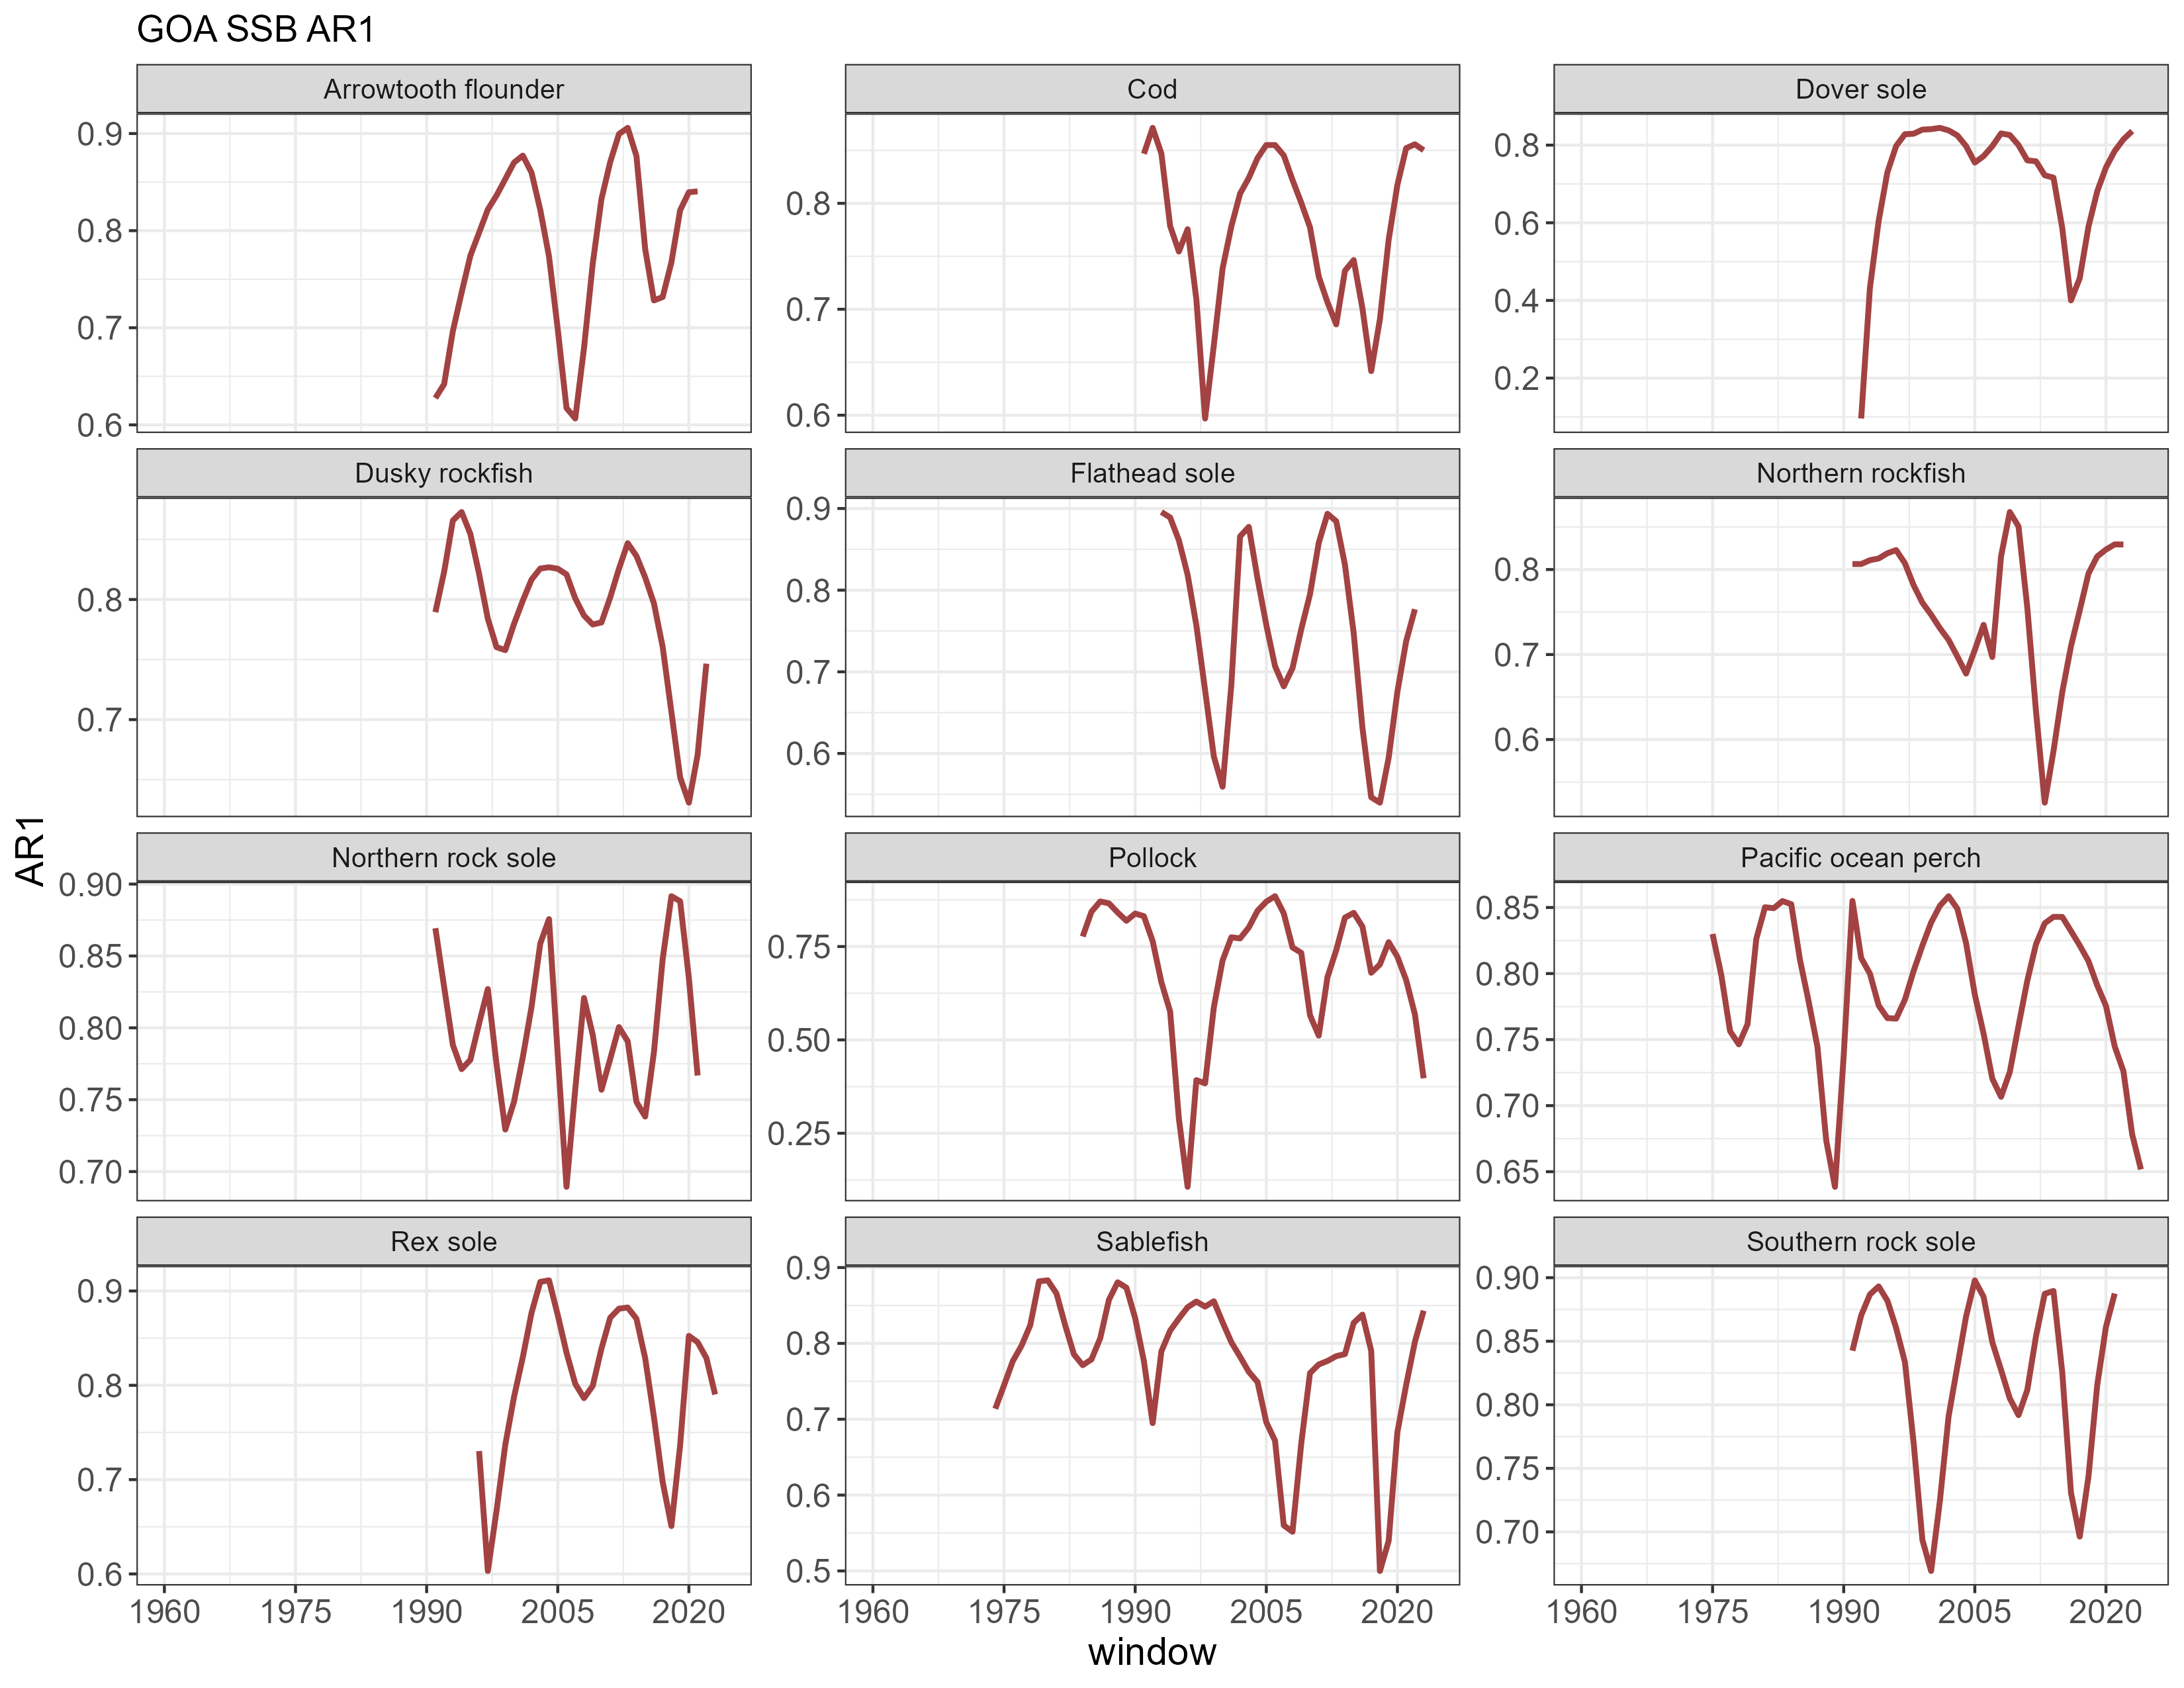 GOA SSB AR1
Arrowtooth flounder
Cod
Dover sole
0.9
0.8
0.7
0.6
0.8
0.7
0.6
0.8
0.6
0.4
0.2
Dusky rockfish
Flathead sole
Northern rockfish
0.8
0.7
0.9
0.8
0.7
0.6
0.8
0.7
0.6
AR1
Northern rock sole
Pollock
Pacific ocean perch
0.90
0.85
0.80
0.75
0.70
0.75
0.50
0.25
0.85
0.80
0.75
0.70
0.65
Rex sole
Sablefish
Southern rock sole
0.9
0.8
0.7
0.6
0.9
0.8
0.7
0.6
0.5
0.90
0.85
0.80
0.75
0.70
1960 1975 1990 2005 2020
1960 1975 1990 2005 2020
1960 1975 1990 2005 2020
window